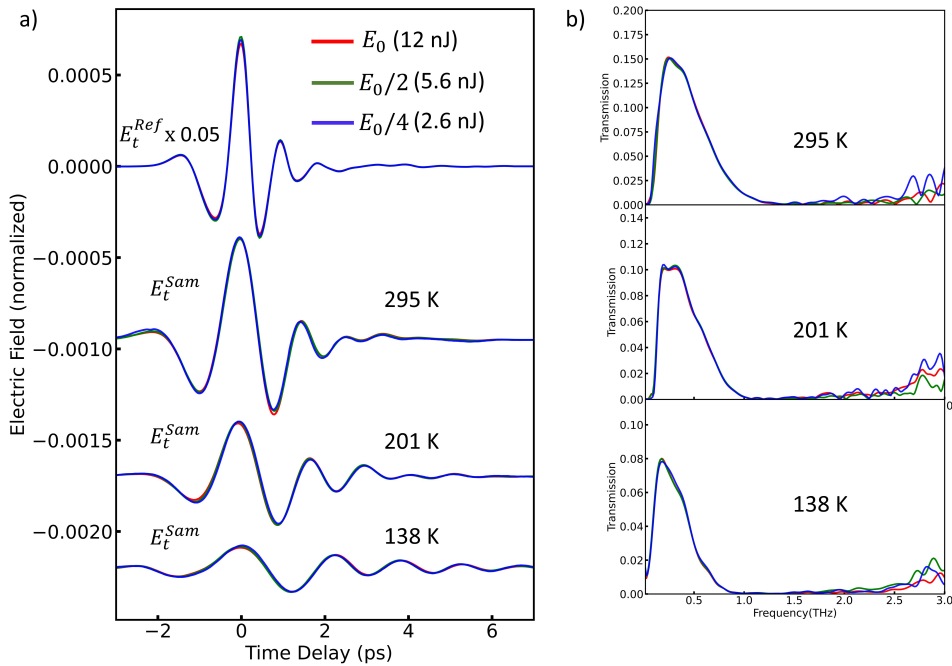 a)
E_0 (12 nJ)
E_0/2 (5.6 nJ)
E_0/4 (2.6 nJ)
E_t^{Ref} x 0.05
E_t^{Sam}
295 K
E_t^{Sam}
201 K
E_t^{Sam}
138 K
0.0005
0.0000
−0.0005
−0.0010
−0.0015
−0.0020
Electric Field (normalized)
−2 0 2 4 6
Time Delay (ps)
b)
0.200
0.175
0.150
0.125
0.100
0.075
0.050
0.025
0.000
Transmission
295 K
0.14
0.12
0.10
0.08
0.06
0.04
0.02
0.00
Transmission
201 K
0
0.10
0.08
0.06
0.04
0.02
0.00
Transmission
138 K
0.5 1.0 1.5 2.0 2.5 3.0
Frequency(THz)